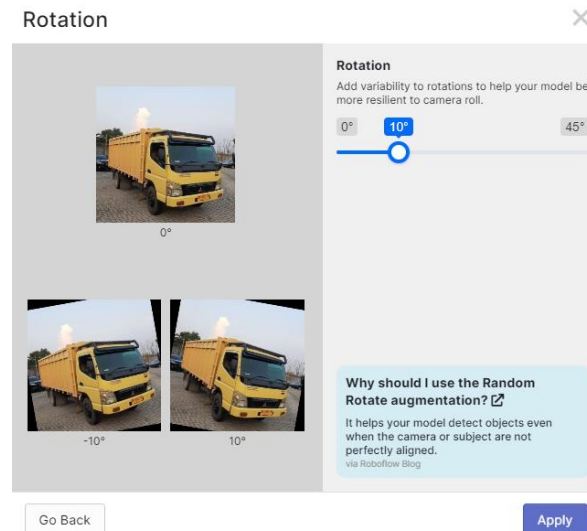 Rotation
Rotation
Add variability to rotations to help your model be
more resilient to camera roll.
0°
10°
45°
0°
-10°
10°
Why should I use the Random
Rotate augmentation?
It helps your model detect objects even
when the camera or subject are not
perfectly aligned.
via Roboflow Blog
Go Back
Apply